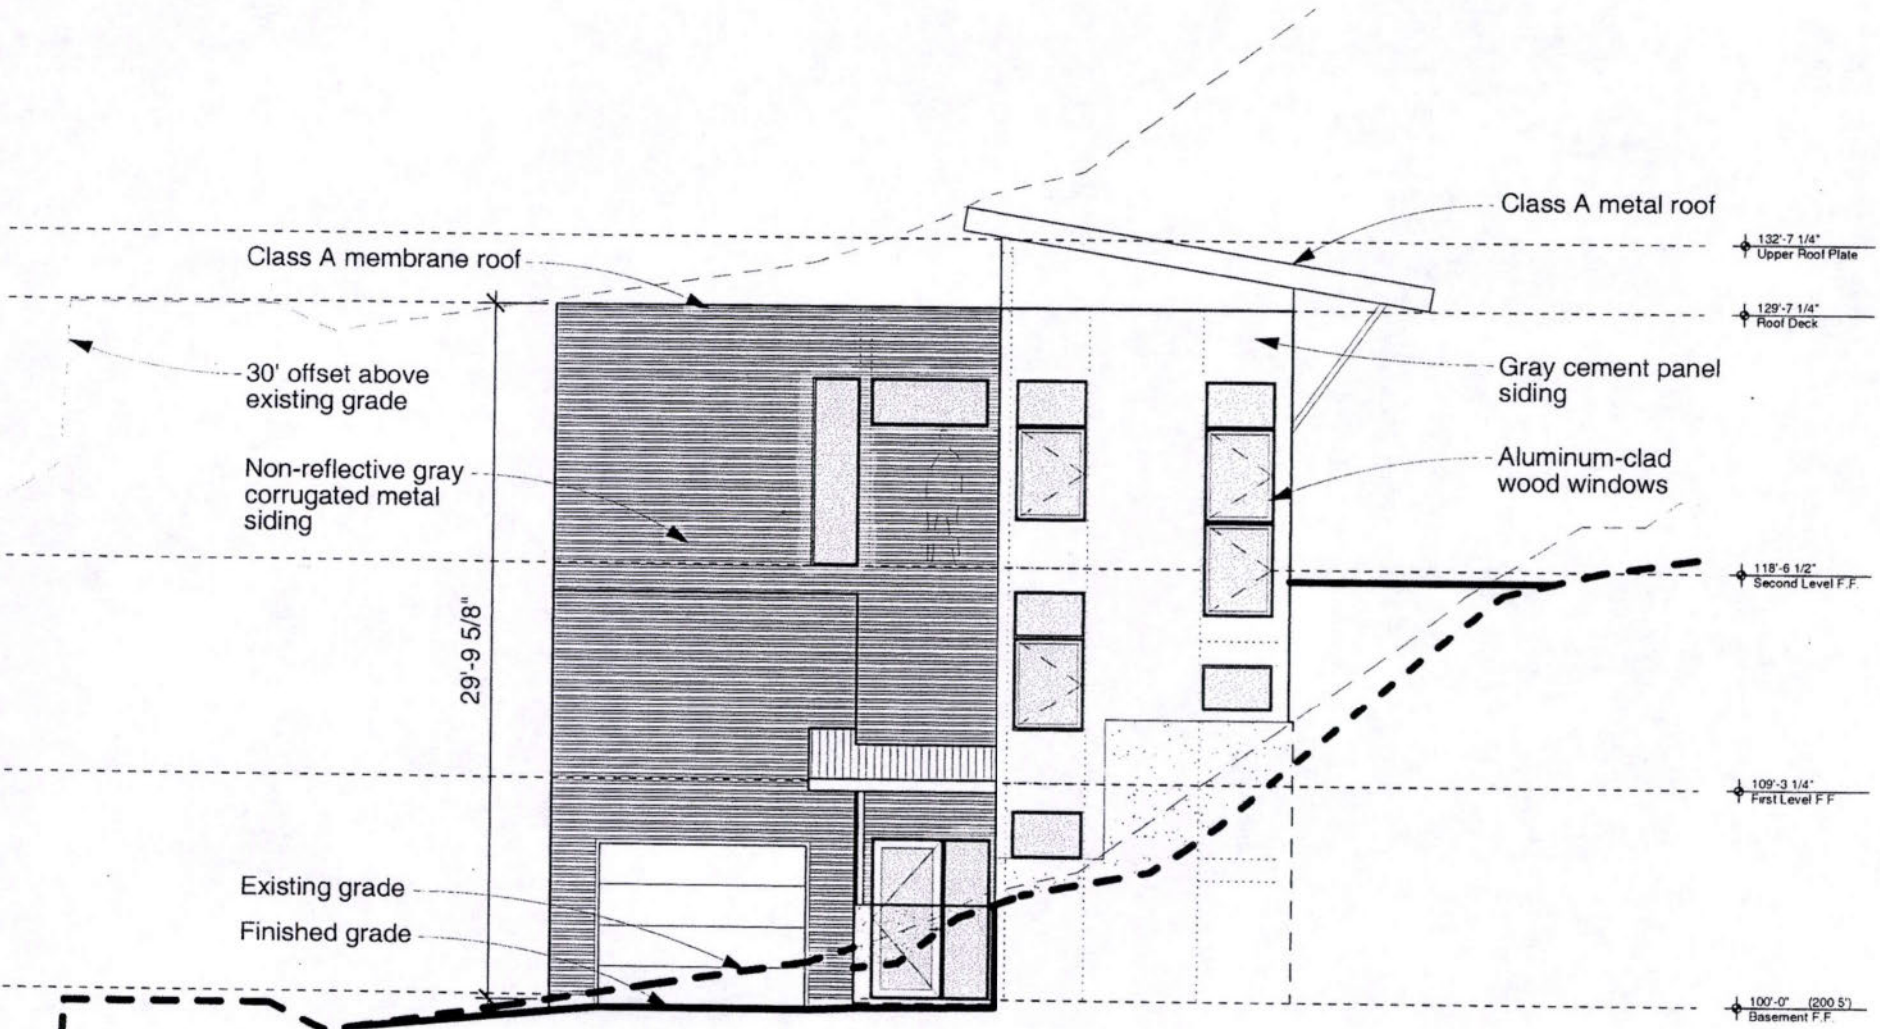 Class A metal roof
132'-7 1/4"
Upper Roof Plate
Class A membrane roof
129'-7 1/4"
Roof Deck
30' offset above
existing grade
Gray cement panel
siding
Non-reflective gray
corrugated metal
siding
Aluminum-clad
wood windows
118'-6 1/2"
Second Level F.F.
29'-9 5/8"
109'-3 1/4"
First Level F F
Existing grade
Finished grade
100'-0" (200 5')
Basement F.F.